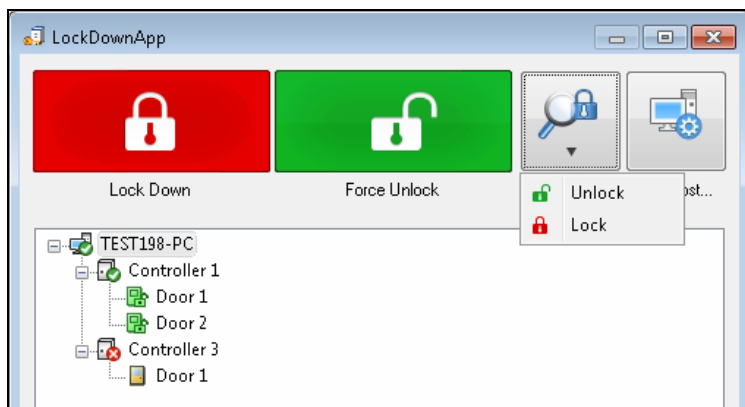 LockDownApp
Lock Down
Force Unlock
ost...
Unlock
Lock
TEST198-PC
Controller 1
Door 1
Door 2
Controller 3
Door 1